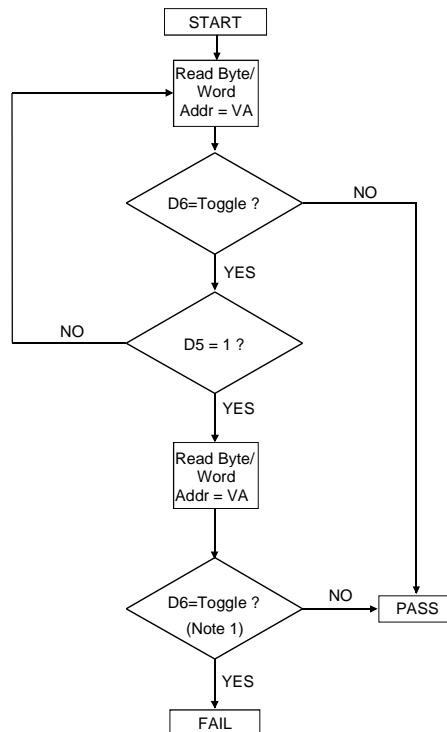 START
Read Byte/
Word
Addr = VA
D6=Toggle ?
NO
YES
D5 = 1 ?
NO
YES
Read Byte/
Word
Addr = VA
D6=Toggle ?
(Note 1)
NO
PASS
YES
FAIL